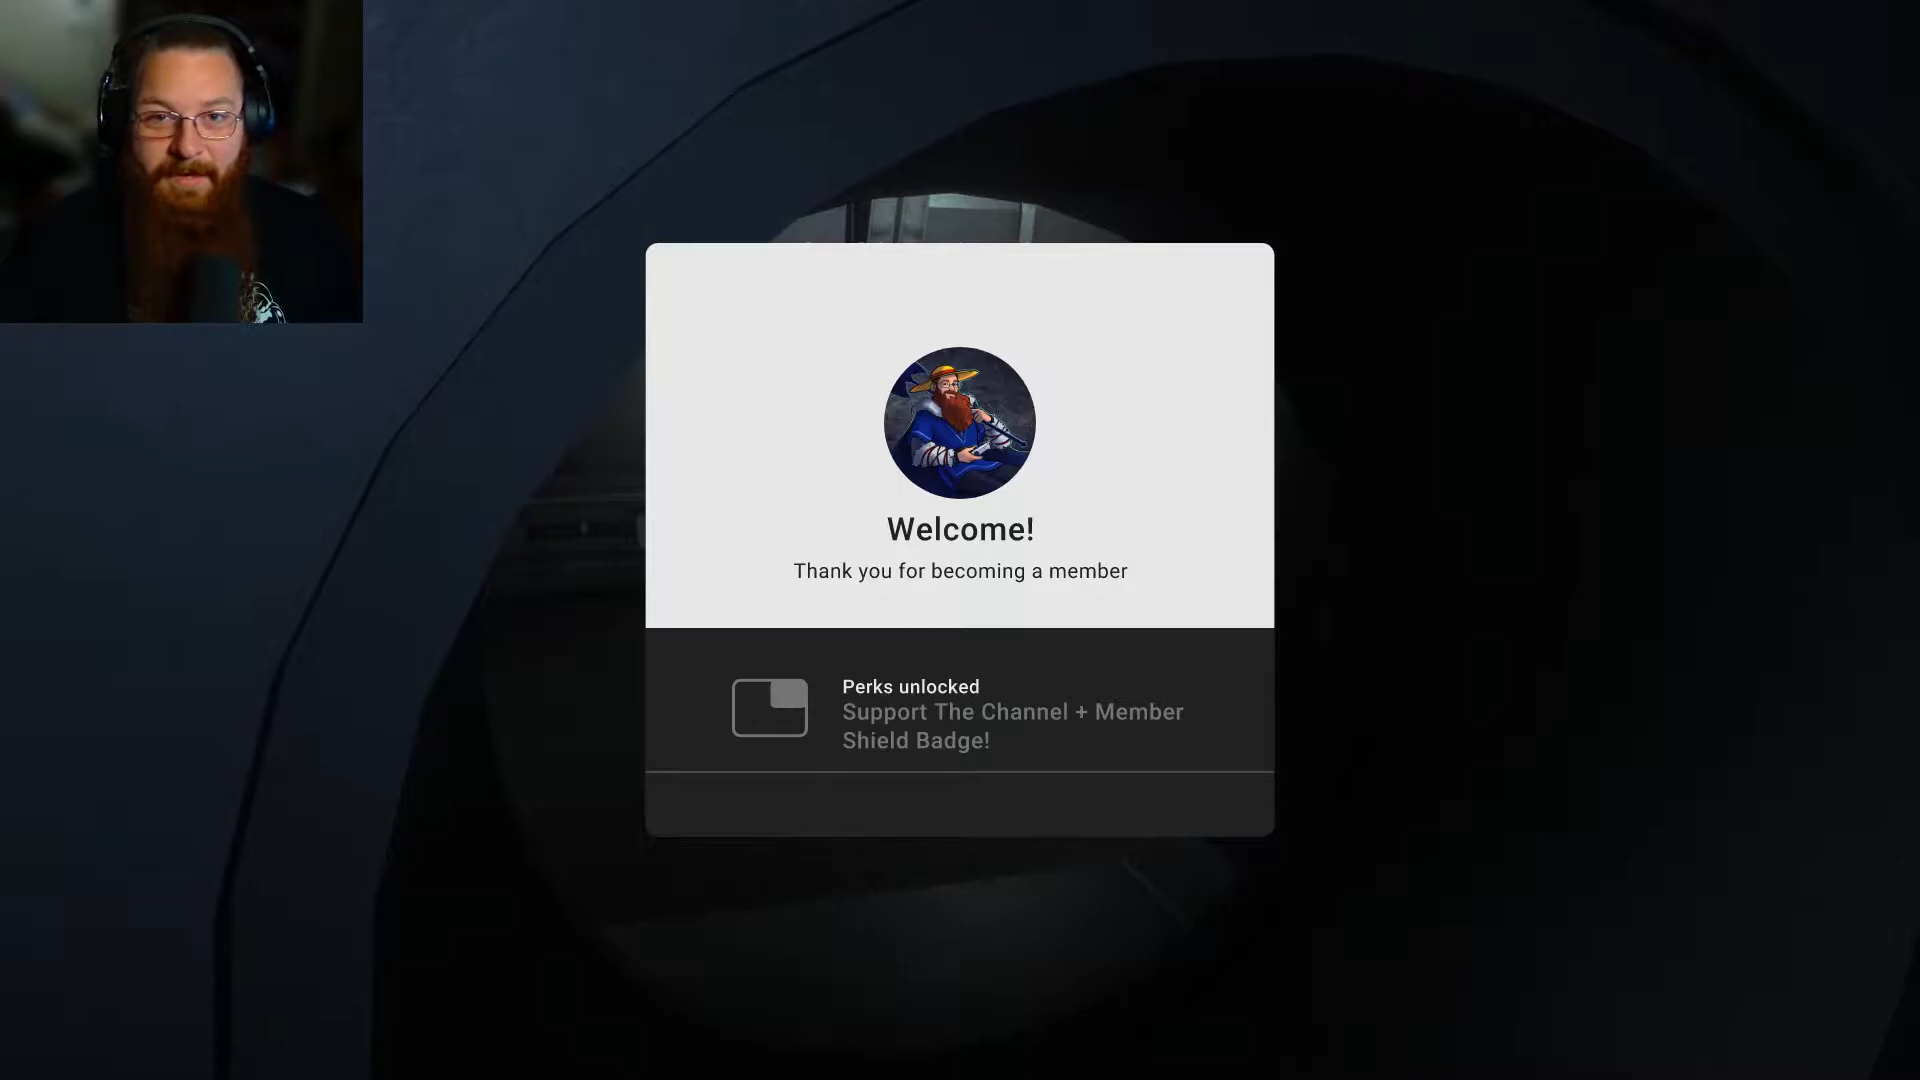 Welcome!
Thank you for becoming a member
Perks unlocked
Support The Channel + Member
Shield Badge!